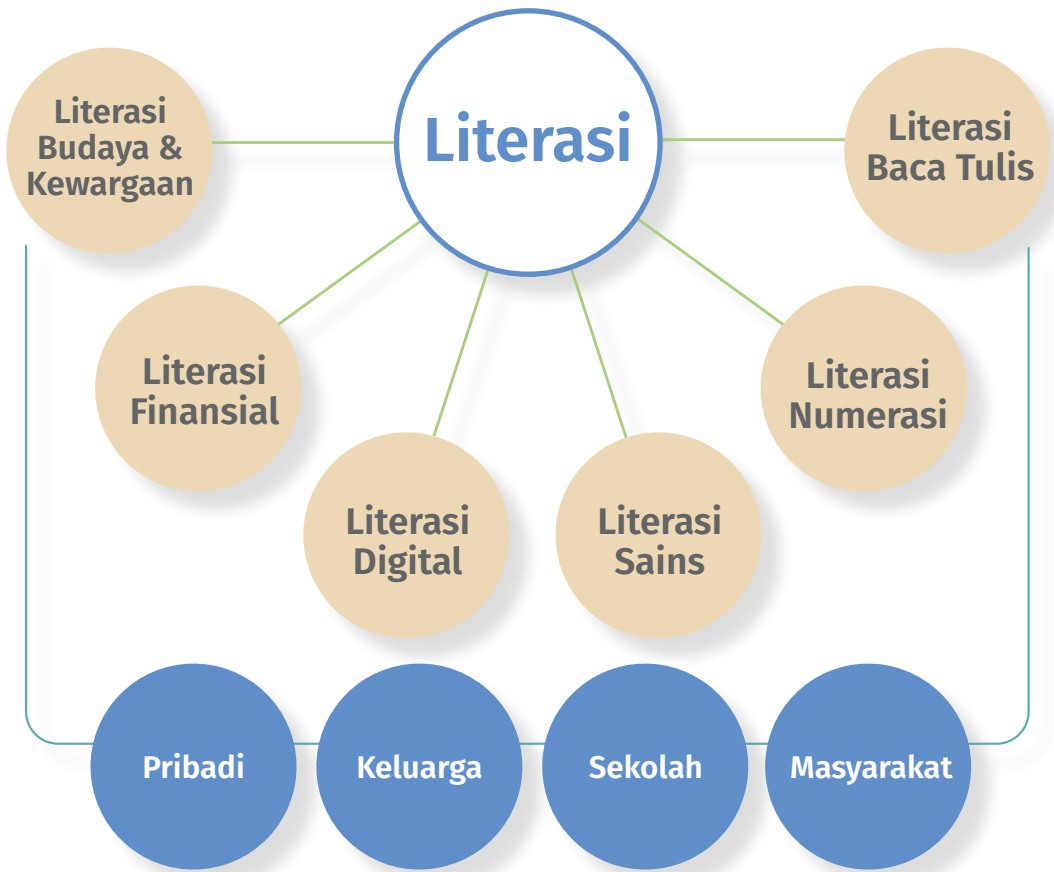 Literasi
Literasi
Budaya &
Kewargaan
Literasi
Baca Tulis
Literasi
Finansial
Literasi
Numerasi
Literasi
Digital
Literasi
Sains
Pribadi
Keluarga
Sekolah
Masyarakat